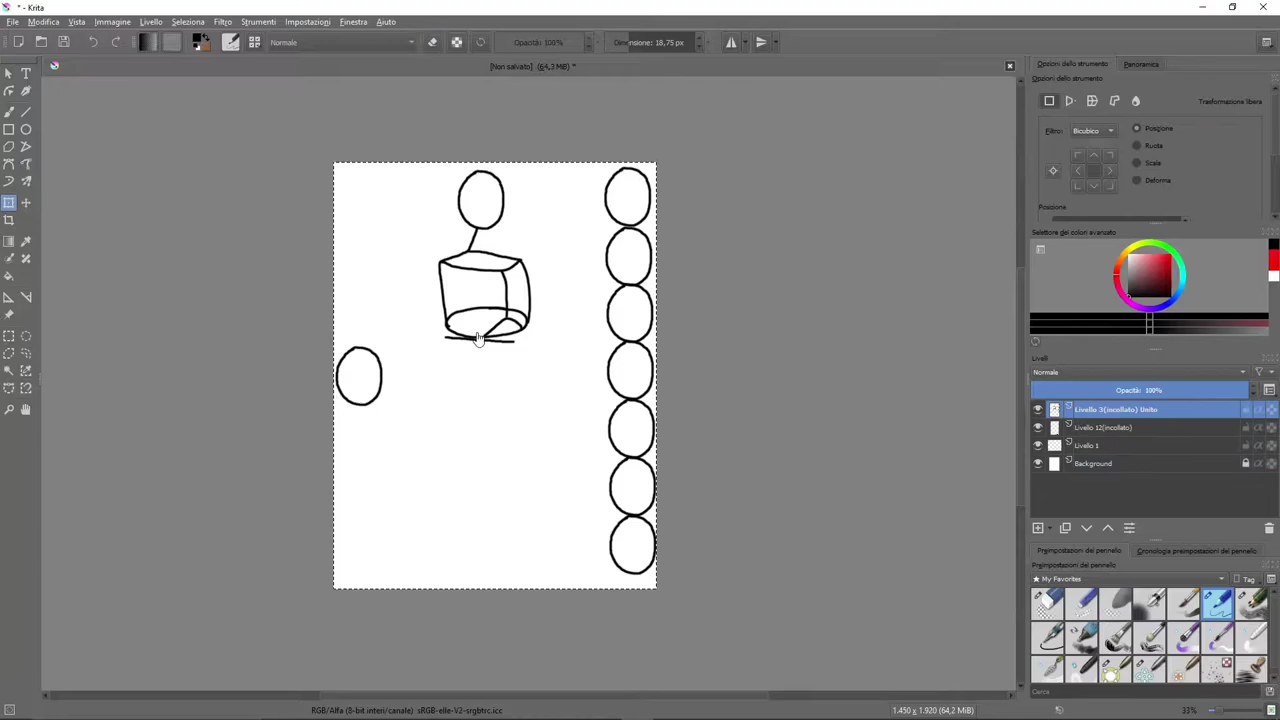 * - Krita
File Modifica Vista Immagine Livello Seleziona Filtro Strumenti Impostazioni Finestra Aiuto
Normale Opacità: 100% Dimensione: 18,75 px
[Non salvato] (64,3 MiB) *
Opzioni dello strumento Panoramica
Opzioni dello strumento
Trasformazione libera
Filtro: Bicubico
Posizione
Ruota
Scala
Deforma
Posizione
Selettore dei colori avanzato
Livelli
Normale
Opacità: 100%
Livello 3(incollato) Unito
Livello 12(incollato)
Livello 1
Background
Preimpostazioni del pennello Cronologia preimpostazioni del pennello
Preimpostazioni del pennello
My Favorites Tag
Cerca
RGB/Alfa (8-bit interi/canale) sRGB-elle-V2-srgbtrc.icc 1.450 x 1.920 (64,2 MiB) 33%